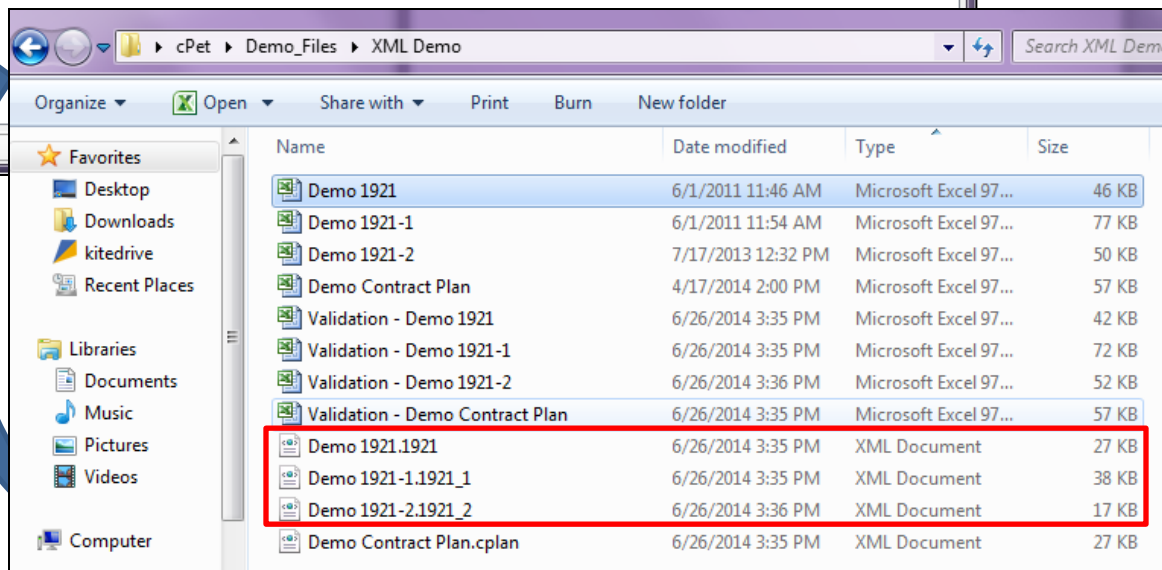 cPet Demo_Files XML Demo Search XML Dem
Organize Open Share with Print Burn New folder
Favorites
Desktop
Downloads
kitedrive
Recent Places
Libraries
Documents
Music
Pictures
Videos
Computer
Name Date modified Type Size
Demo 1921 6/1/2011 11:46 AM Microsoft Excel 97... 46 KB
Demo 1921-1 6/1/2011 11:54 AM Microsoft Excel 97... 77 KB
Demo 1921-2 7/17/2013 12:32 PM Microsoft Excel 97... 50 KB
Demo Contract Plan 4/17/2014 2:00 PM Microsoft Excel 97... 57 KB
Validation - Demo 1921 6/26/2014 3:35 PM Microsoft Excel 97... 42 KB
Validation - Demo 1921-1 6/26/2014 3:35 PM Microsoft Excel 97... 72 KB
Validation - Demo 1921-2 6/26/2014 3:36 PM Microsoft Excel 97... 52 KB
Validation - Demo Contract Plan 6/26/2014 3:35 PM Microsoft Excel 97... 57 KB
Demo 1921.1921 6/26/2014 3:35 PM XML Document 27 KB
Demo 1921-1.1921_1 6/26/2014 3:35 PM XML Document 38 KB
Demo 1921-2.1921_2 6/26/2014 3:36 PM XML Document 17 KB
Demo Contract Plan.cplan 6/26/2014 3:35 PM XML Document 27 KB